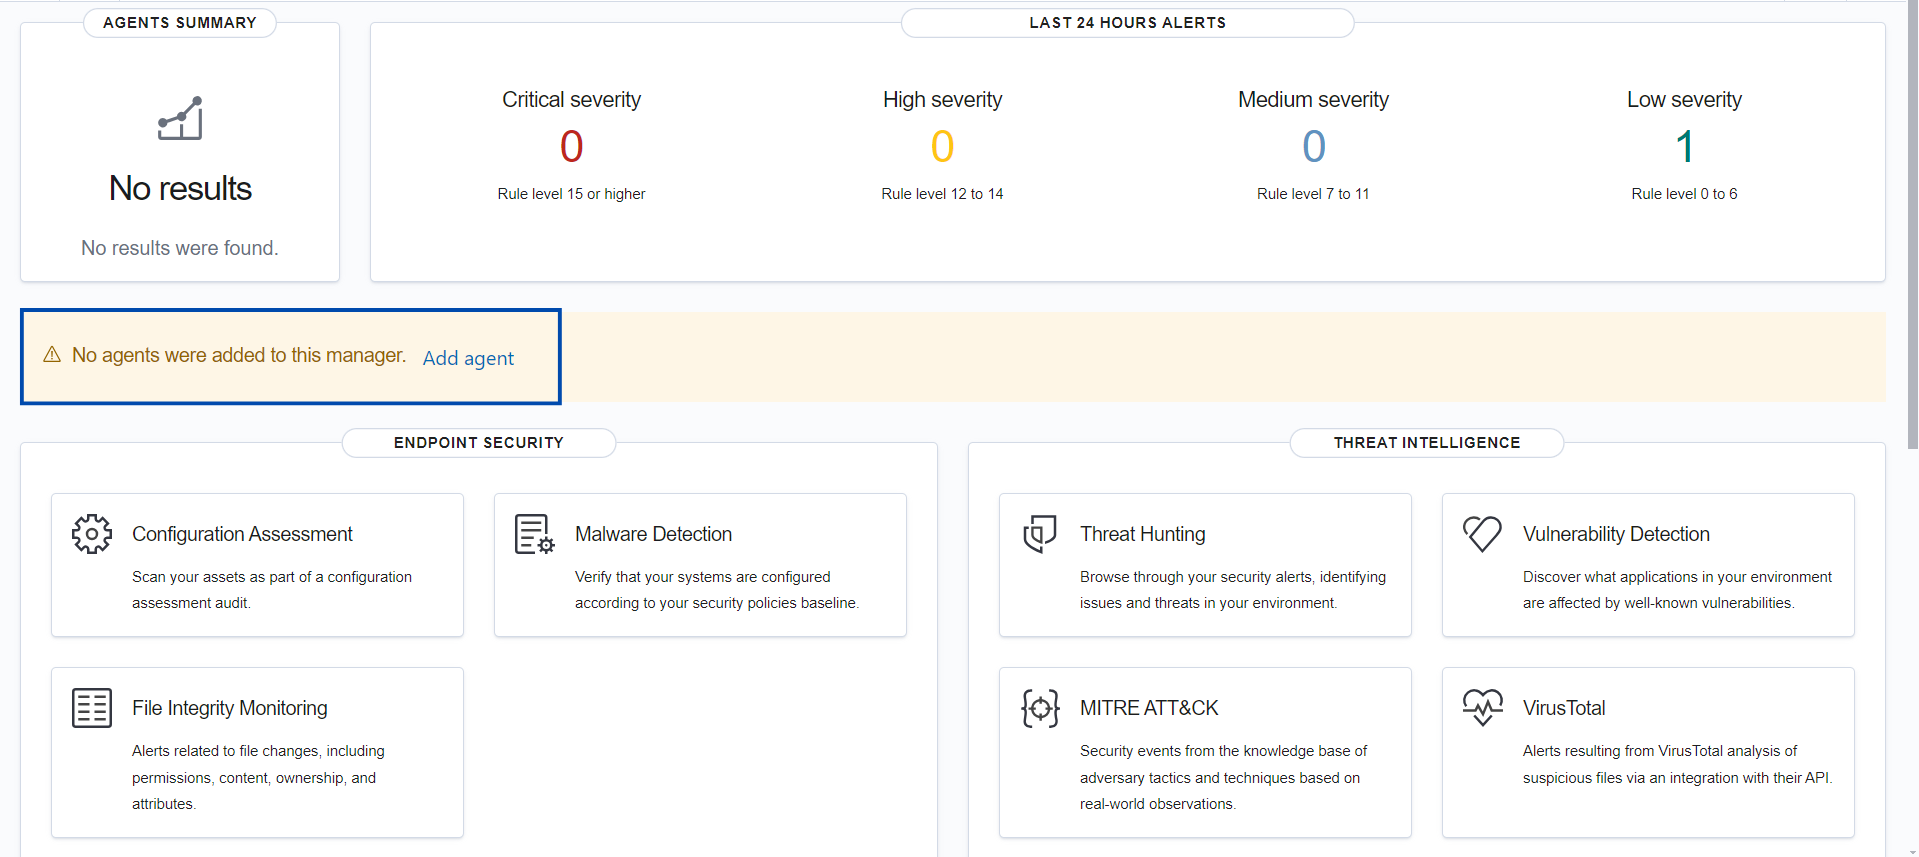 AGENTS SUMMARY
No results
No results were found.
LAST 24 HOURS ALERTS
Critical severity
0
Rule level 15 or higher
High severity
0
Rule level 12 to 14
Medium severity
0
Rule level 7 to 11
Low severity
1
Rule level 0 to 6
No agents were added to this manager. Add agent
ENDPOINT SECURITY
Configuration Assessment
Scan your assets as part of a configuration
assessment audit.
Malware Detection
Verify that your systems are configured
according to your security policies baseline.
File Integrity Monitoring
Alerts related to file changes, including
permissions, content, ownership, and
attributes.
THREAT INTELLIGENCE
Threat Hunting
Browse through your security alerts, identifying
issues and threats in your environment.
Vulnerability Detection
Discover what applications in your environment
are affected by well-known vulnerabilities.
MITRE ATT&CK
Security events from the knowledge base of
adversary tactics and techniques based on
real-world observations.
VirusTotal
Alerts resulting from VirusTotal analysis of
suspicious files via an integration with their API.